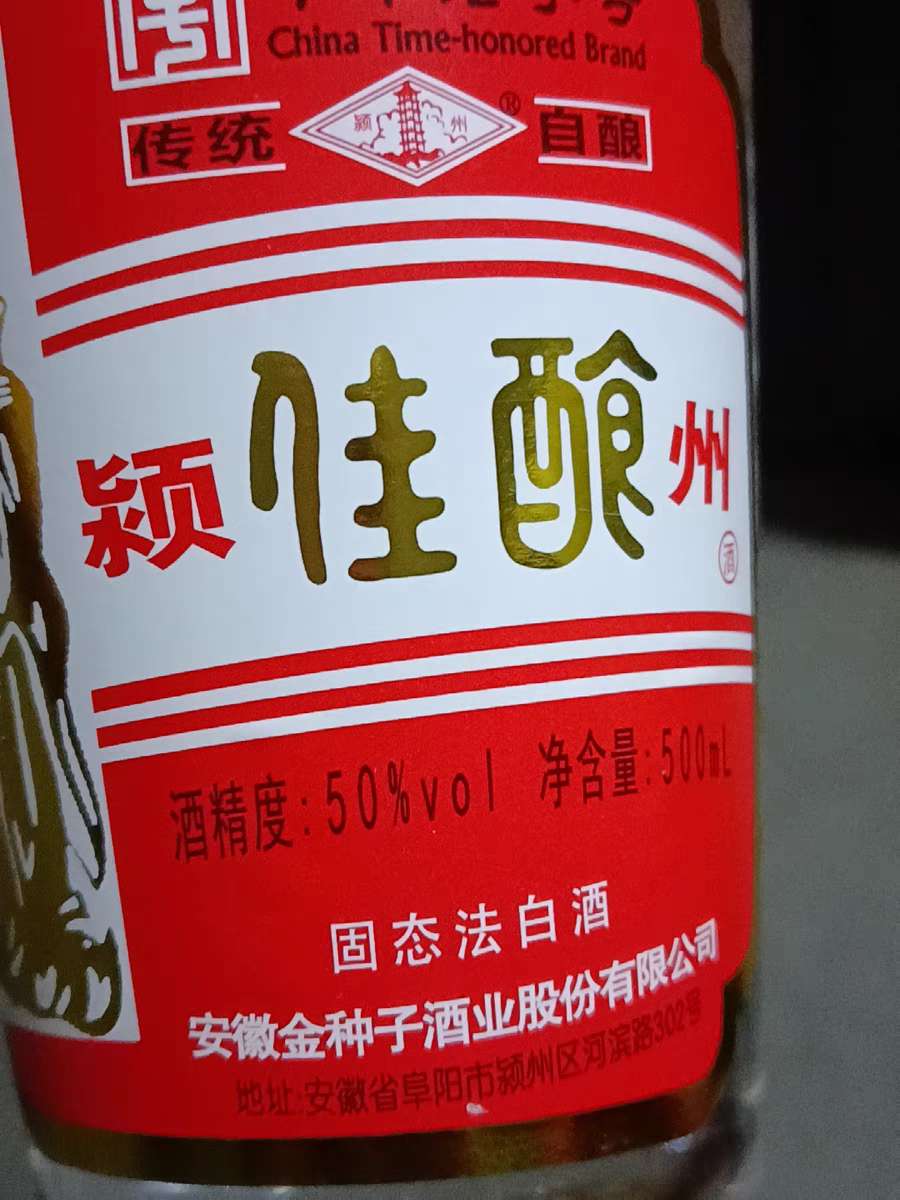 China Time-honored Brand
传统 颍州® 自酿
颍 佳酿 州
酒
酒精度:50%vol 净含量:500mL
固态法白酒
安徽金种子酒业股份有限公司
地址:安徽省阜阳市颍州区河滨路302号